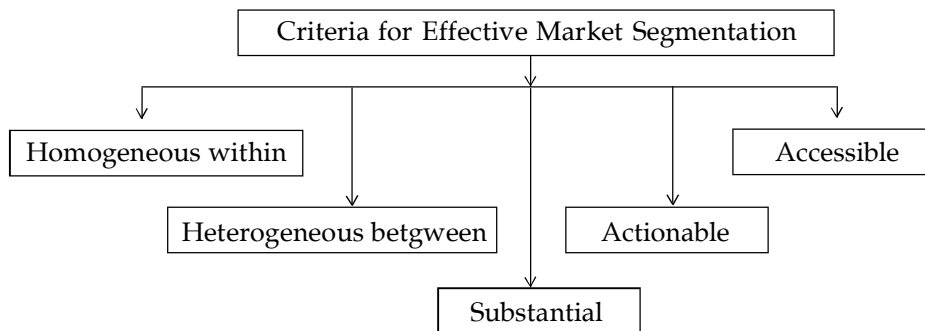 Criteria for Effective Market Segmentation
Homogeneous within
Accessible
Heterogeneous betgween
Actionable
Substantial